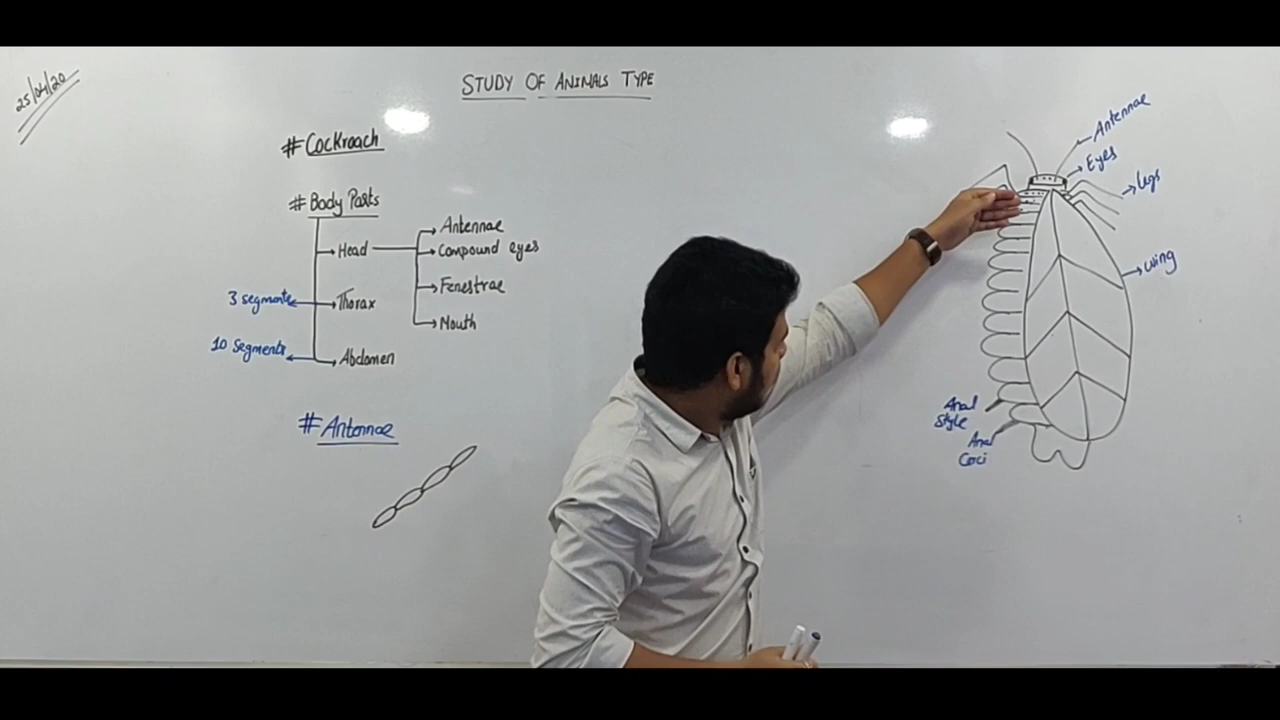 25/04/20
STUDY OF ANIMALS TYPE
# Cockroach
# Body Parts
Head
Antennae
Compound eyes
Fenestrae
Mouth
3 segments
Thorax
10 Segments
Abdomen
# Antennae
Antennae
Eyes
legs
wing
Anal
Style
Anal
Cerci